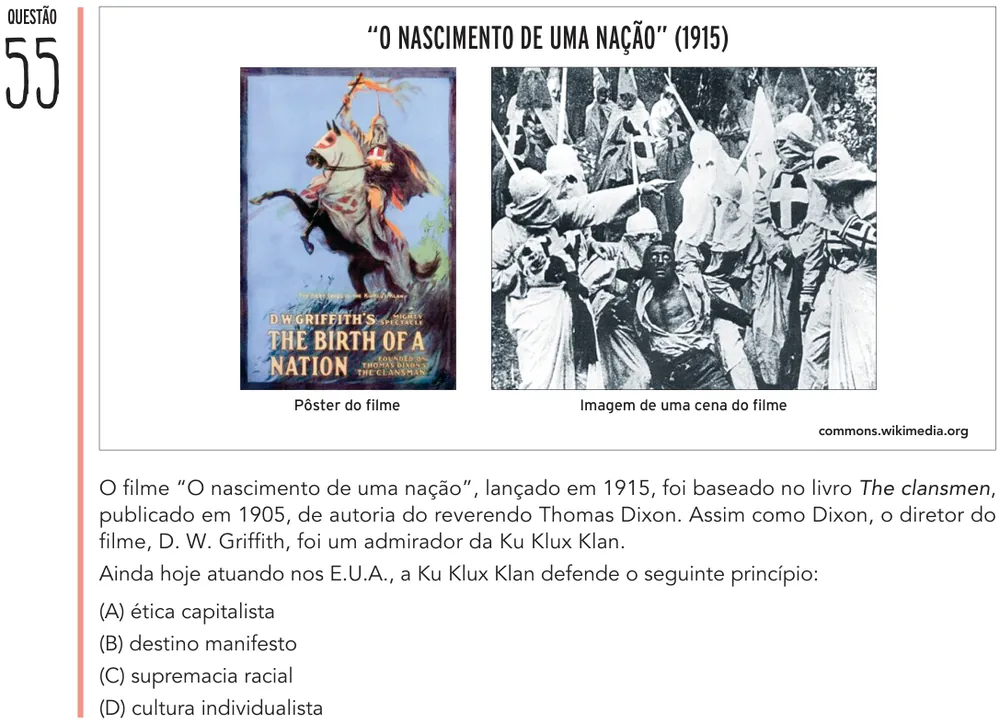 QUESTÃO
55
“O NASCIMENTO DE UMA NAÇÃO” (1915)
D.W. GRIFFITH'S MIGHTY SPECTACLE
THE BIRTH OF A
NATION FOUNDED ON THOMAS DIXON'S THE CLANSMAN
Pôster do filme
Imagem de uma cena do filme
commons.wikimedia.org
O filme “O nascimento de uma nação”, lançado em 1915, foi baseado no livro The clansmen,
publicado em 1905, de autoria do reverendo Thomas Dixon. Assim como Dixon, o diretor do
filme, D. W. Griffith, foi um admirador da Ku Klux Klan.
Ainda hoje atuando nos E.U.A., a Ku Klux Klan defende o seguinte princípio:
(A) ética capitalista
(B) destino manifesto
(C) supremacia racial
(D) cultura individualista